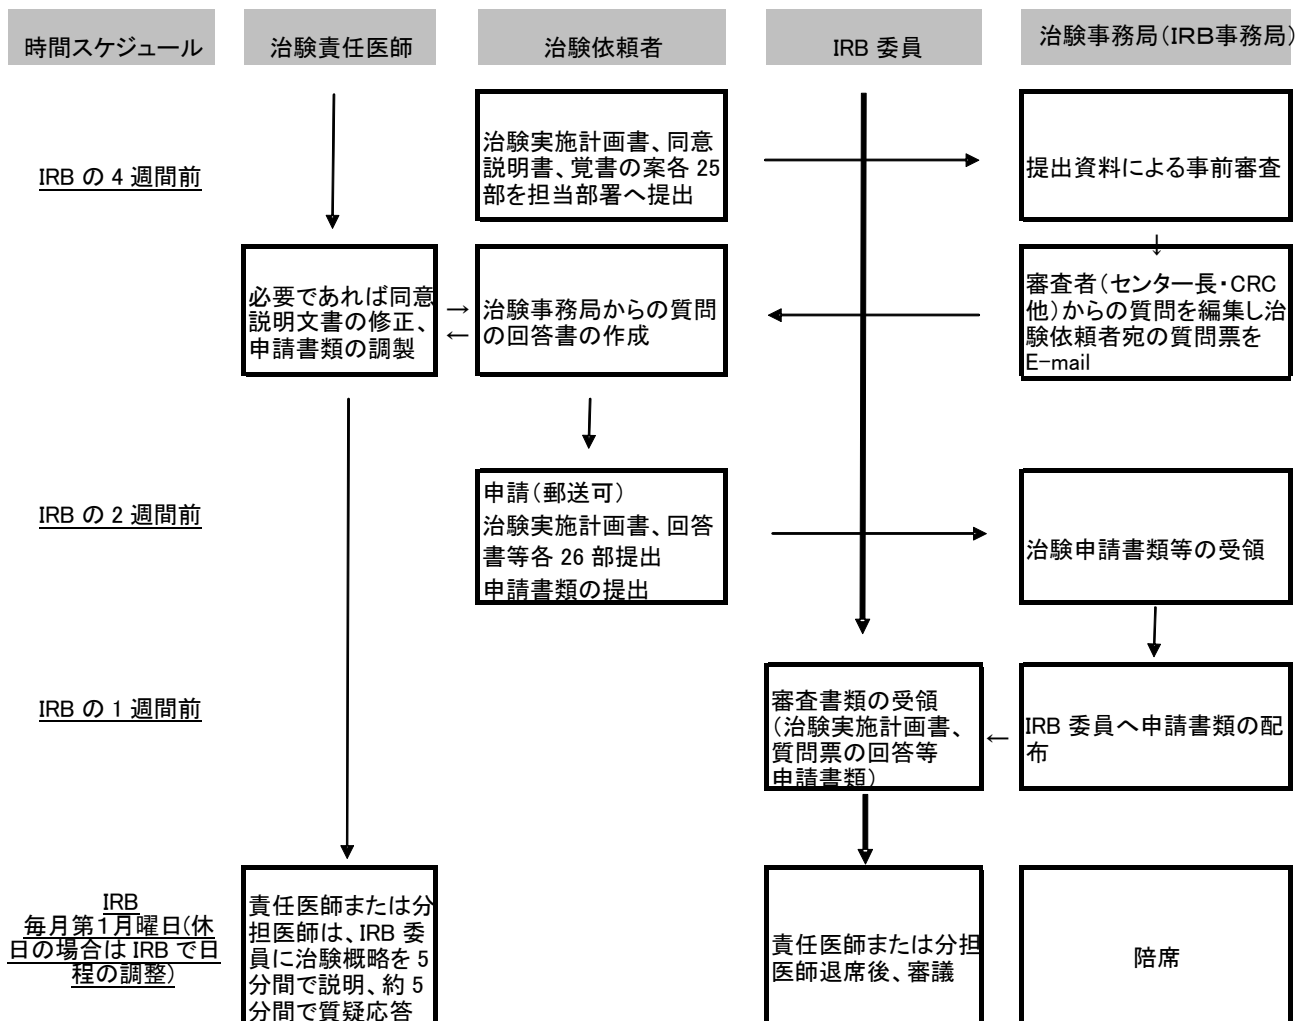 時間スケジュール
治験責任医師
治験依頼者
IRB 委員
治験事務局（IRB事務局）
IRB の 4 週間前
治験実施計画書、同意
説明書、覚書の案各 25
部を担当部署へ提出
提出資料による事前審査
必要であれば同意
説明文書の修正、
申請書類の調製
治験事務局からの質問
の回答書の作成
審査者（センター長・CRC
他）からの質問を編集し治
験依頼者宛の質問票を
E-mail
IRB の 2 週間前
申請（郵送可）
治験実施計画書、回答
書等各 26 部提出
申請書類の提出
治験申請書類等の受領
IRB の 1 週間前
審査書類の受領
（治験実施計画書、
質問票の回答等
申請書類）
IRB 委員へ申請書類の配
布
IRB
毎月第１月曜日(休
日の場合は IRB で日
程の調整)
責任医師または分
担医師は、IRB 委
員に治験概略を 5
分間で説明、約 5
分間で質疑応答
責任医師または分担
医師退席後、審議
陪席